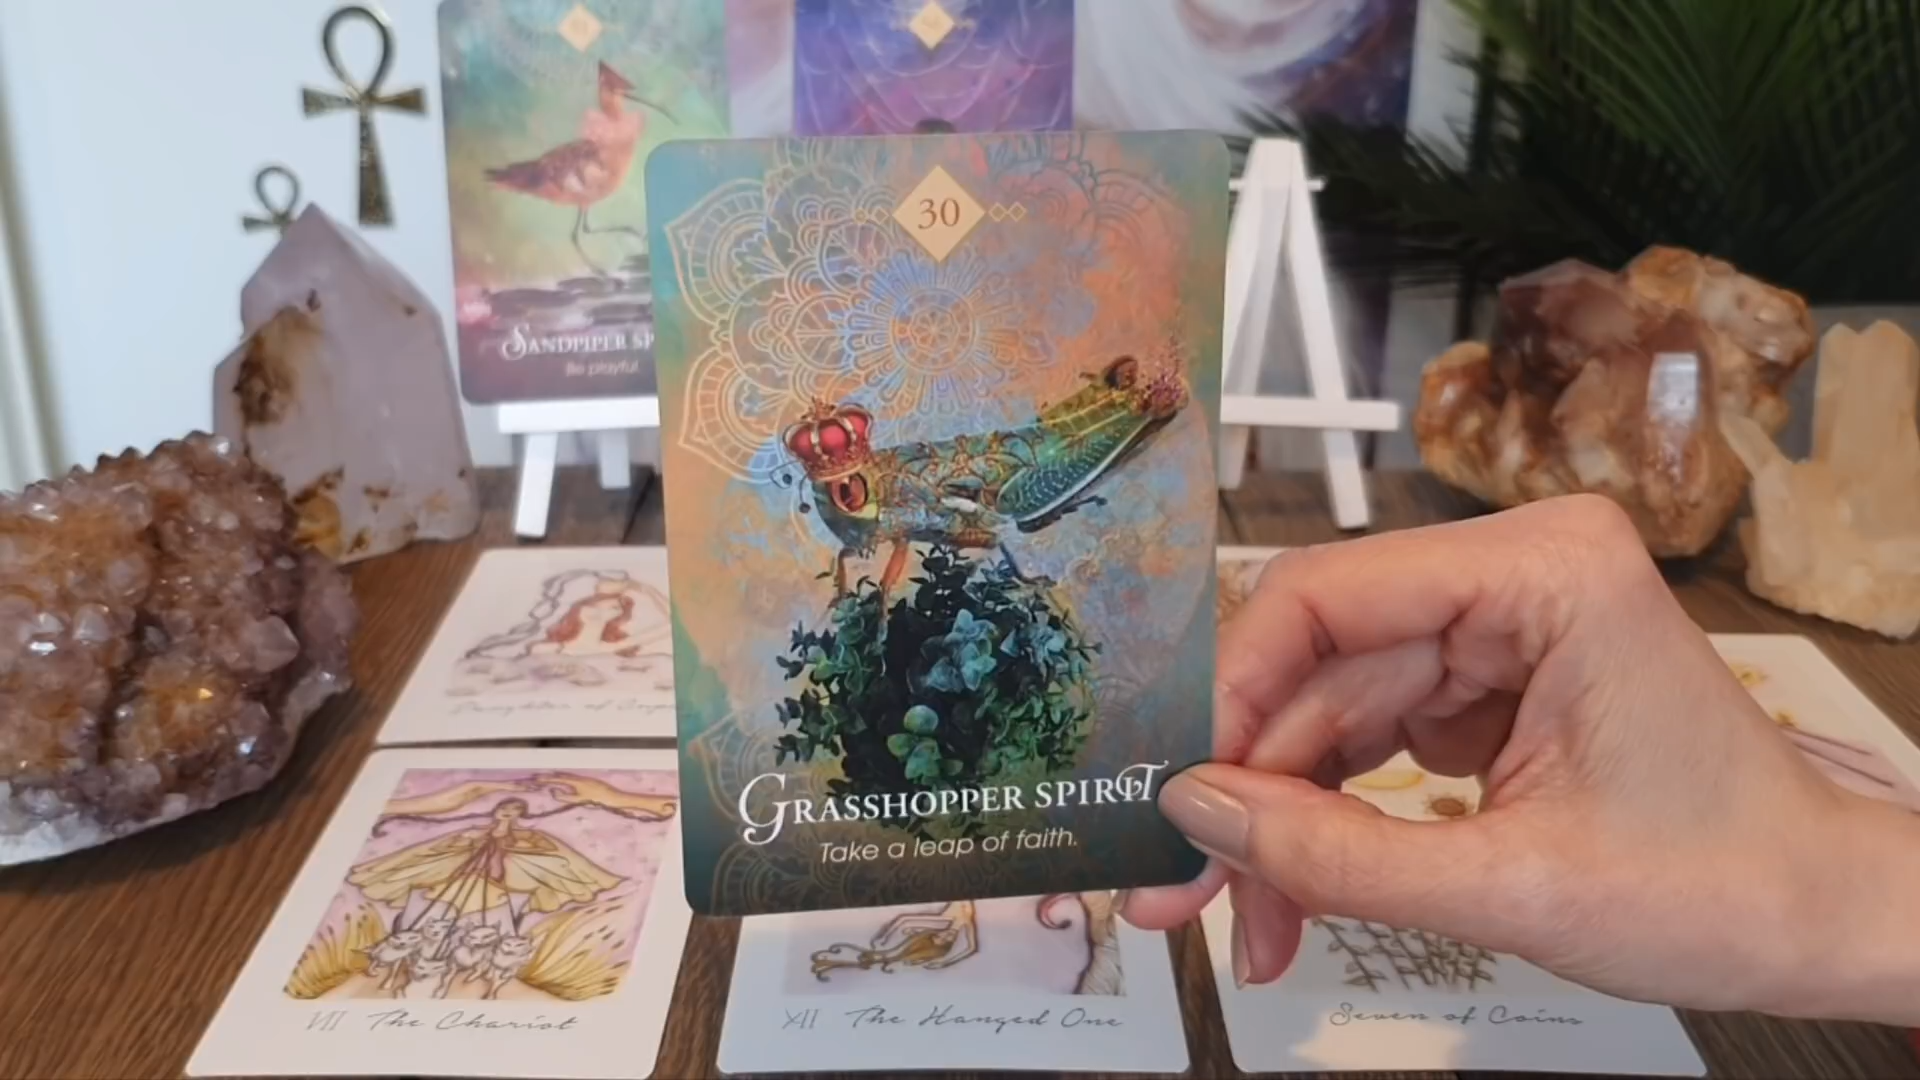 SANDPIPER SP
Be playful.
30
GRASSHOPPER SPIRIT
Take a leap of faith.
VII The Chariot
XII The Hanged One
Seven of Coins